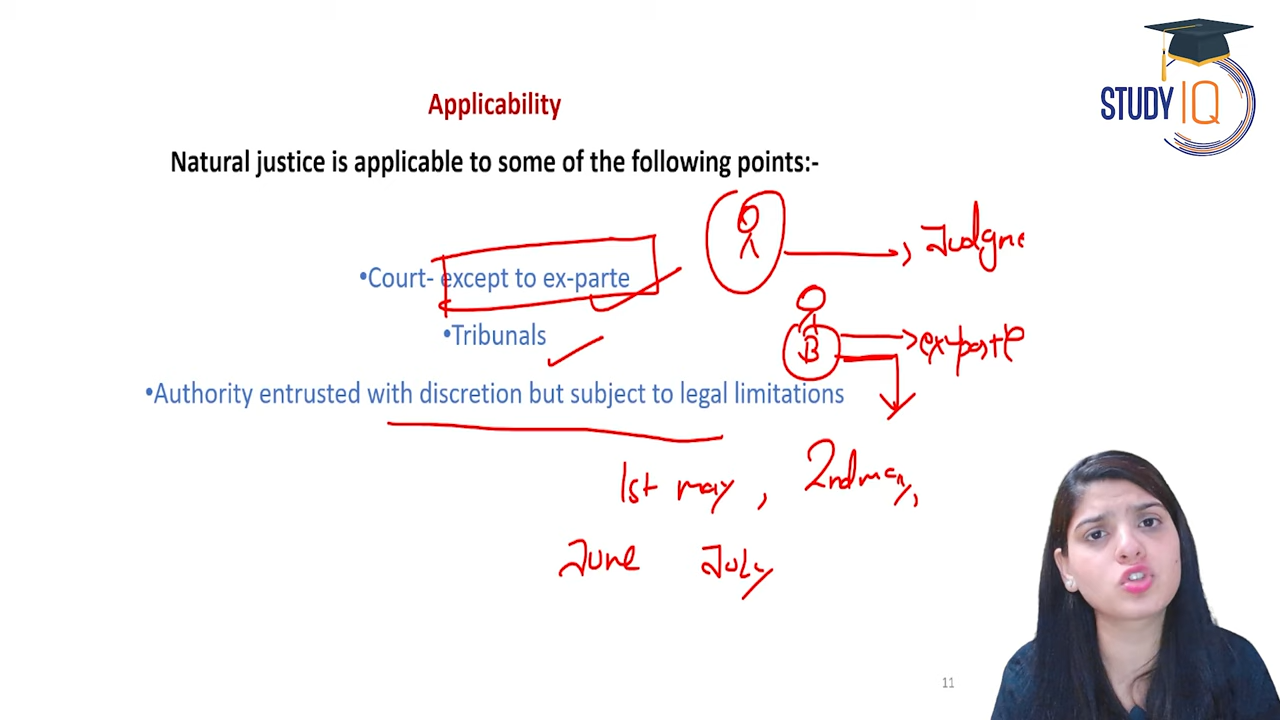 STUDY IQ
Applicability
Natural justice is applicable to some of the following points:-
Judgme
•Court- except to ex-parte
•Tribunals
B
ex-parte
•Authority entrusted with discretion but subject to legal limitations
1st may, 2nd may,
June July
11